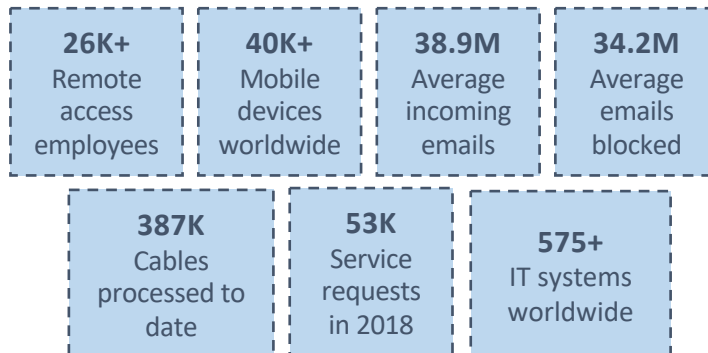 26K+
Remote
access
employees
40K+
Mobile
devices
worldwide
38.9M
Average
incoming
emails
34.2M
Average
emails
blocked
387K
Cables
processed to
date
53K
Service
requests
in 2018
575+
IT systems
worldwide